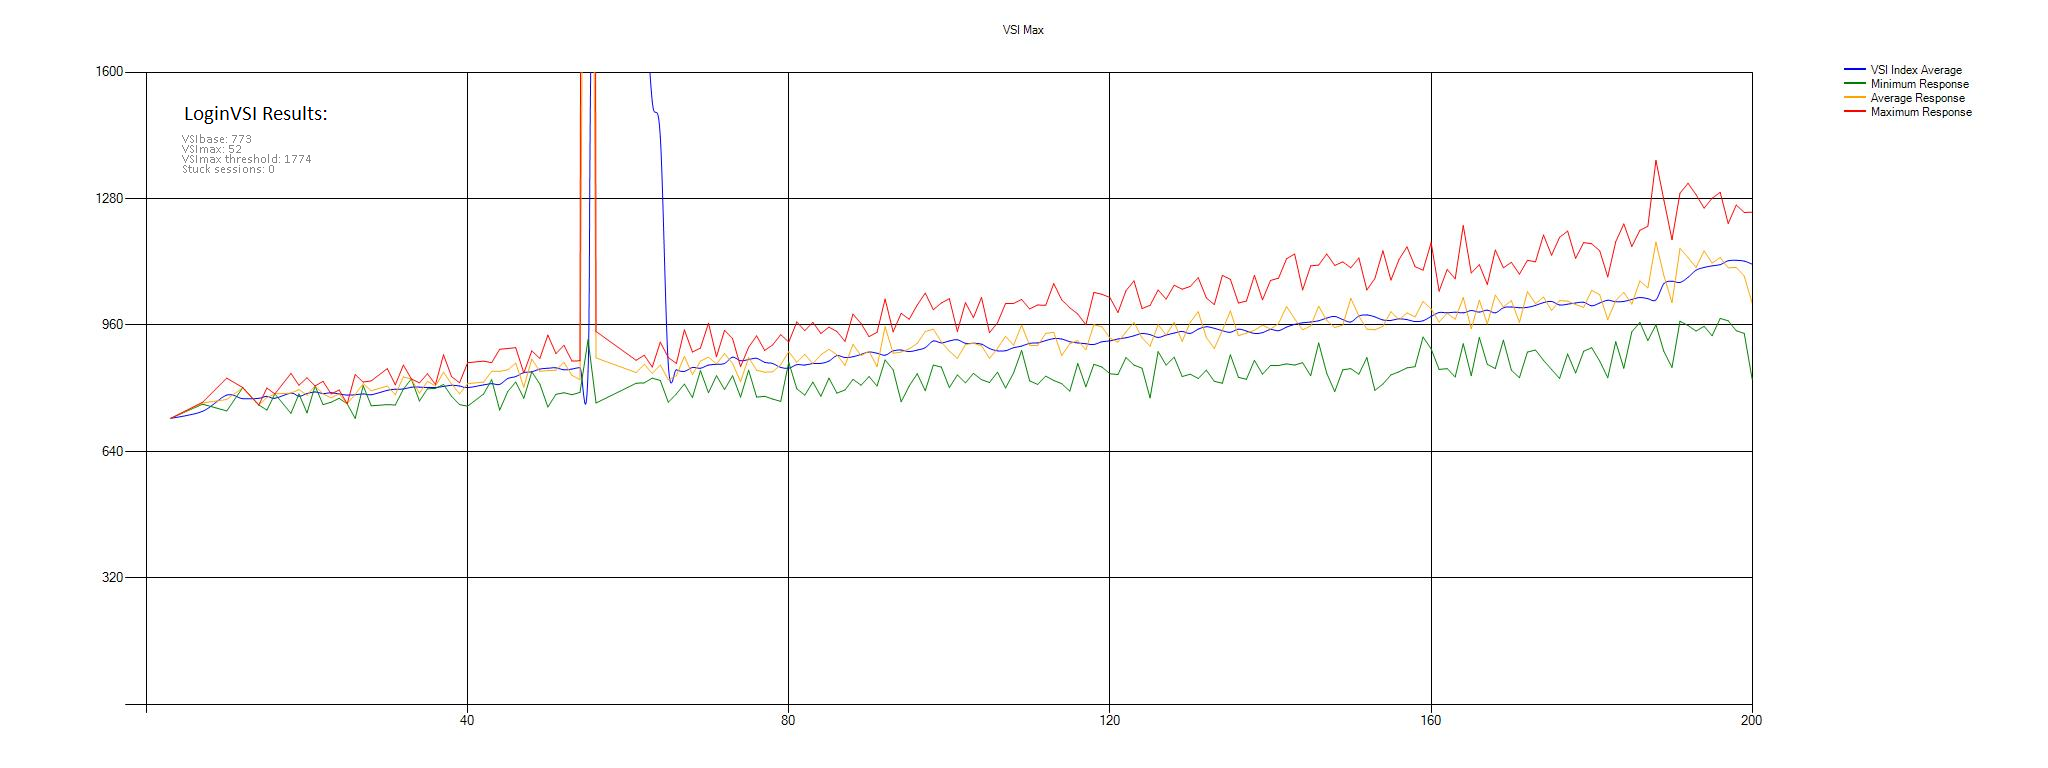 VSI Max
1600
1280
960
640
320
LoginVSI Results:
VSIbase: 773
VSImax: 52
VSImax threshold: 1774
Stuck sessions: 0
VSI Index Average
Minimum Response
Average Response
Maximum Response
40
80
120
160
200